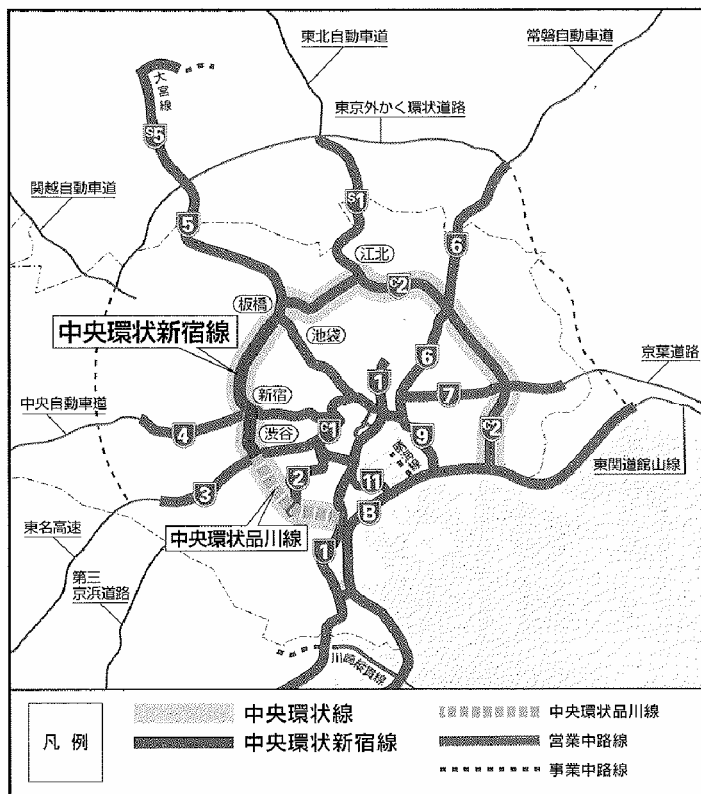 東北自動車道
常磐自動車道
大宮線
東京外かく環状道路
S5
関越自動車道
S1
5
6
江北
C2
板橋
池袋
中央環状新宿線
6
1
京葉道路
中央自動車道
新宿
7
4
C1
渋谷
9
C2
晴海線
東関道館山線
3
2
11
B
中央環状品川線
東名高速
1
第三
京浜道路
川崎縦貫線
凡例
中央環状線
中央環状品川線
中央環状新宿線
営業中路線
事業中路線